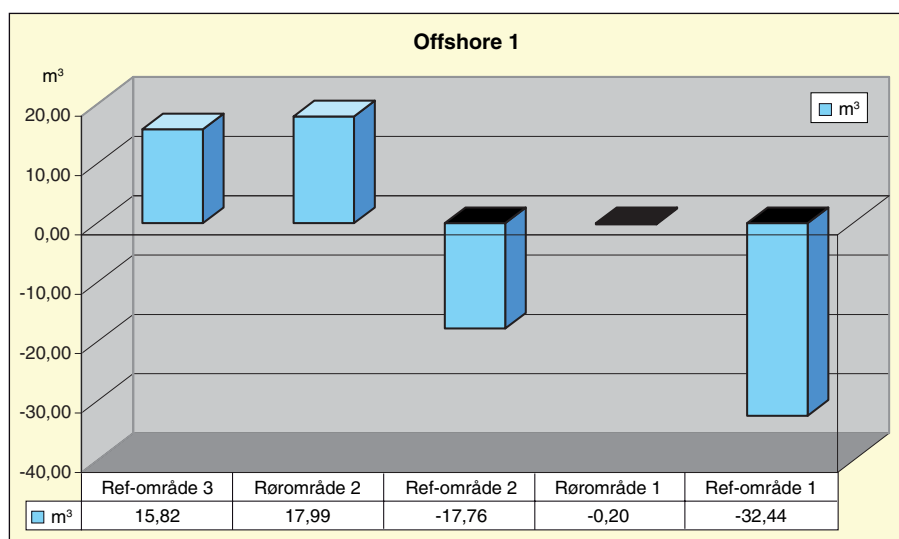 Offshore 1
m³
m³
20,00
10,00
0,00
-10,00
-20,00
-30,00
-40,00
Ref-område 3 Rørområde 2 Ref-område 2 Rørområde 1 Ref-område 1
m³ 15,82 17,99 -17,76 -0,20 -32,44